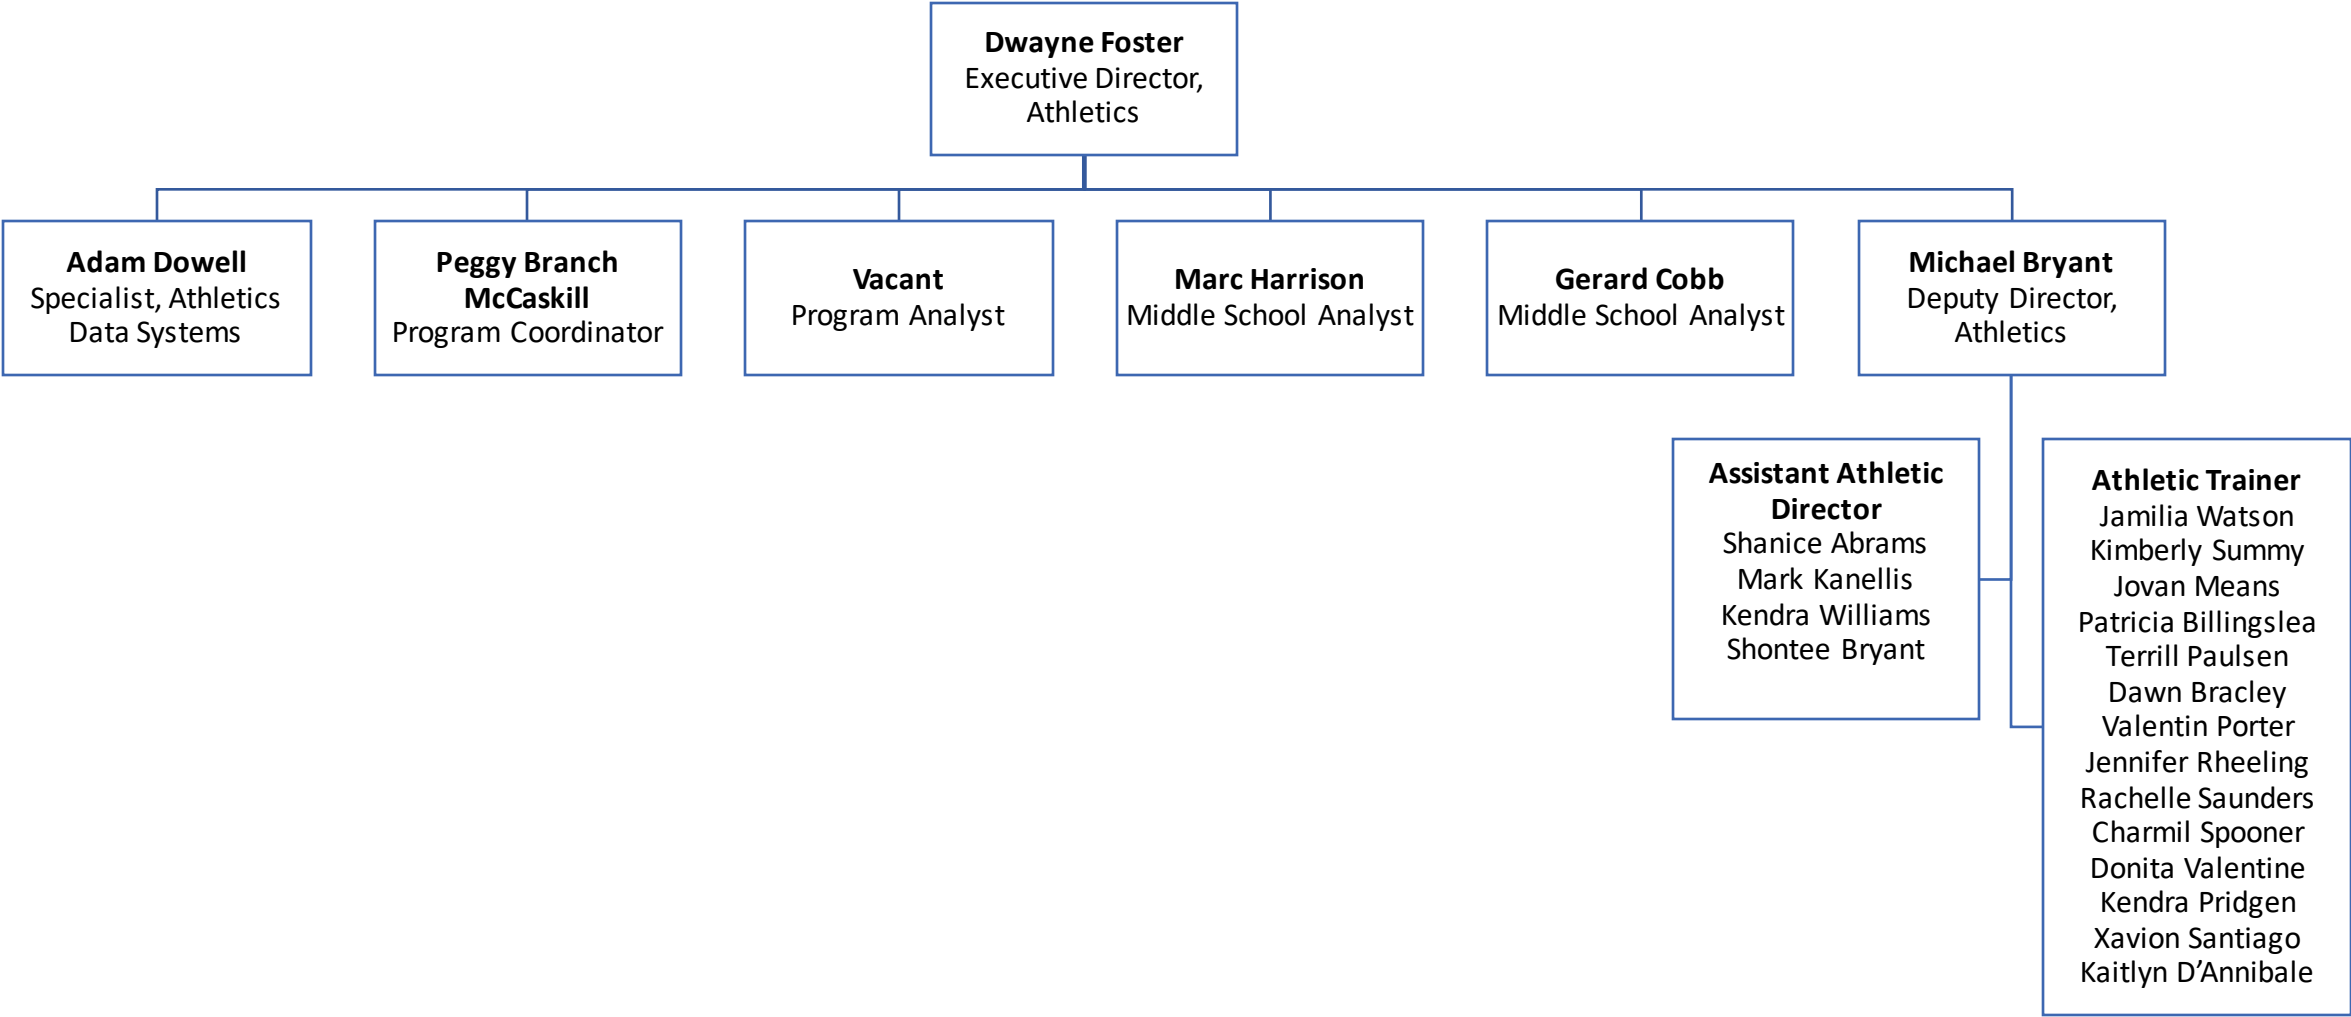 Dwayne Foster
Executive Director,
Athletics
Adam Dowell
Specialist, Athletics
Data Systems
Peggy Branch
McCaskill
Program Coordinator
Vacant
Program Analyst
Marc Harrison
Middle School Analyst
Gerard Cobb
Middle School Analyst
Michael Bryant
Deputy Director,
Athletics
Assistant Athletic
Director
Shanice Abrams
Mark Kanellis
Kendra Williams
Shontee Bryant
Athletic Trainer
Jamilia Watson
Kimberly Summy
Jovan Means
Patricia Billingslea
Terrill Paulsen
Dawn Bracley
Valentin Porter
Jennifer Rheeling
Rachelle Saunders
Charmil Spooner
Donita Valentine
Kendra Pridgen
Xavion Santiago
Kaitlyn D’Annibale